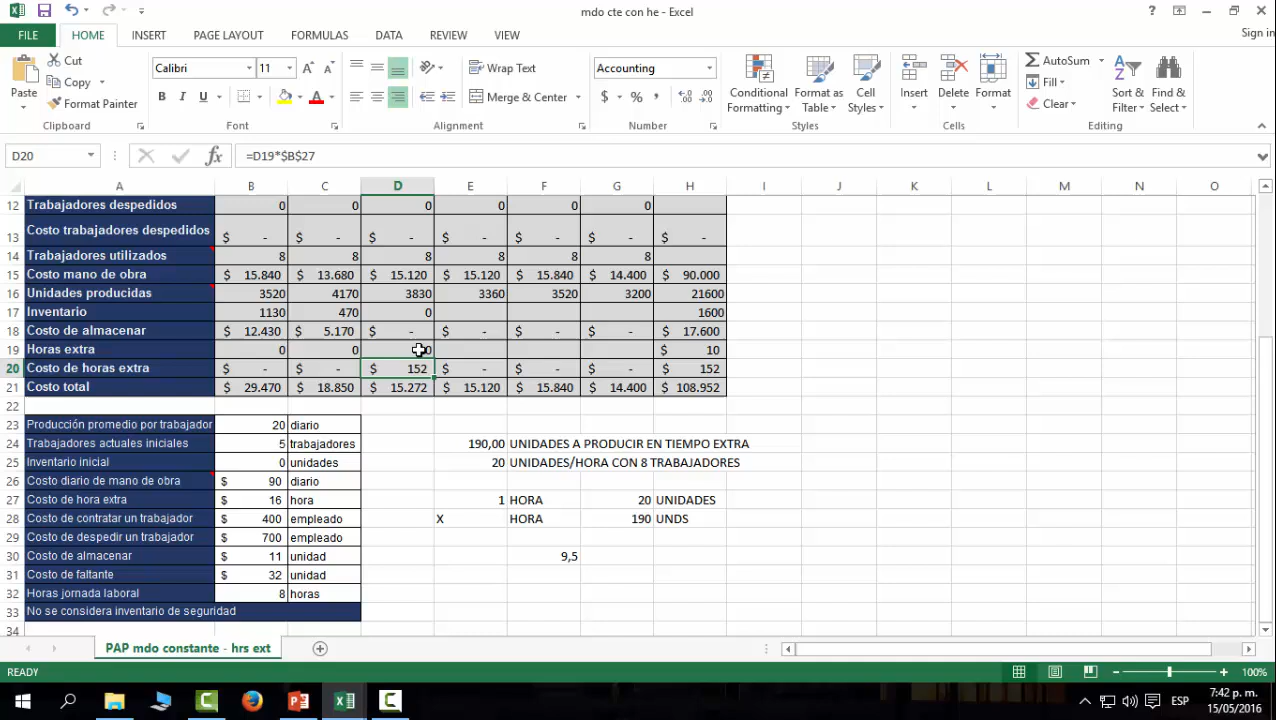 mdo cte con he - Excel
FILE HOME INSERT PAGE LAYOUT FORMULAS DATA REVIEW VIEW Sign in
Paste Cut Copy Format Painter Clipboard
Calibri 11 B I U Font
Wrap Text Merge & Center Alignment
Accounting $ % Number
Conditional Formatting Format as Table Cell Styles Styles
Insert Delete Format Cells
AutoSum Fill Clear Sort & Filter Find & Select Editing
D20 fx =D19*$B$27
A B C D E F G H I J K L M N O
12 Trabajadores despedidos 0 0 0 0 0 0
13 Costo trabajadores despedidos $ - $ - $ - $ - $ - $ - $ -
14 Trabajadores utilizados 8 8 8 8 8 8
15 Costo mano de obra $ 15.840 $ 13.680 $ 15.120 $ 15.120 $ 15.840 $ 14.400 $ 90.000
16 Unidades producidas 3520 4170 3830 3360 3520 3200 21600
17 Inventario 1130 470 0 1600
18 Costo de almacenar $ 12.430 $ 5.170 $ - $ - $ - $ - $ 17.600
19 Horas extra 0 0 $ 10
20 Costo de horas extra $ - $ - $ 152 $ - $ - $ - $ 152
21 Costo total $ 29.470 $ 18.850 $ 15.272 $ 15.120 $ 15.840 $ 14.400 $ 108.952
22
23 Producción promedio por trabajador 20 diario
24 Trabajadores actuales iniciales 5 trabajadores 190,00 UNIDADES A PRODUCIR EN TIEMPO EXTRA
25 Inventario inicial 0 unidades 20 UNIDADES/HORA CON 8 TRABAJADORES
26 Costo diario de mano de obra $ 90 diario
27 Costo de hora extra $ 16 hora 1 HORA 20 UNIDADES
28 Costo de contratar un trabajador $ 400 empleado X HORA 190 UNDS
29 Costo de despedir un trabajador $ 700 empleado
30 Costo de almacenar $ 11 unidad 9,5
31 Costo de faltante $ 32 unidad
32 Horas jornada laboral 8 horas
33 No se considera inventario de seguridad
34
PAP mdo constante - hrs ext
READY 100%
ESP 7:42 p. m.
15/05/2016